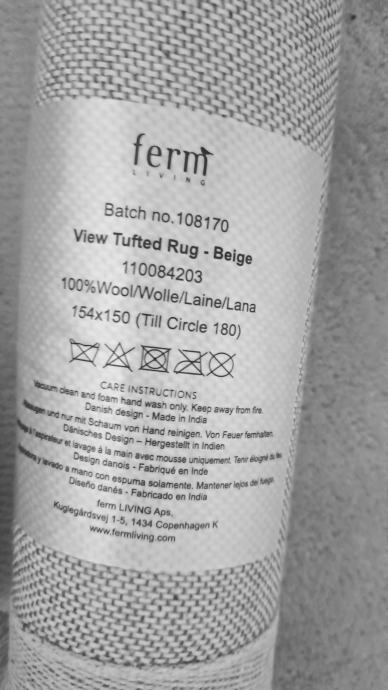 ferm
LIVING
Batch no.108170
View Tufted Rug - Beige
110084203
100%Wool/Wolle/Laine/Lana
154x150 (Till Circle 180)
CARE INSTRUCTIONS
Vacuum clean and foam hand wash only. Keep away from fire.
Danish design - Made in India
und nur mit Schaum von Hand reinigen. Von Feuer fernhalten.
Dänisches Design – Hergestellt in Indien
à l'aspirateur et lavage à la main avec mousse uniquement. Tenir éloigné du feu.
Design danois - Fabriqué en Inde
y lavado a mano con espuma solamente. Mantener lejos del fuego.
Diseño danés - Fabricado en India
ferm LIVING Aps.
Kuglegårdsvej 1-5, 1434 Copenhagen K
www.fermliving.com